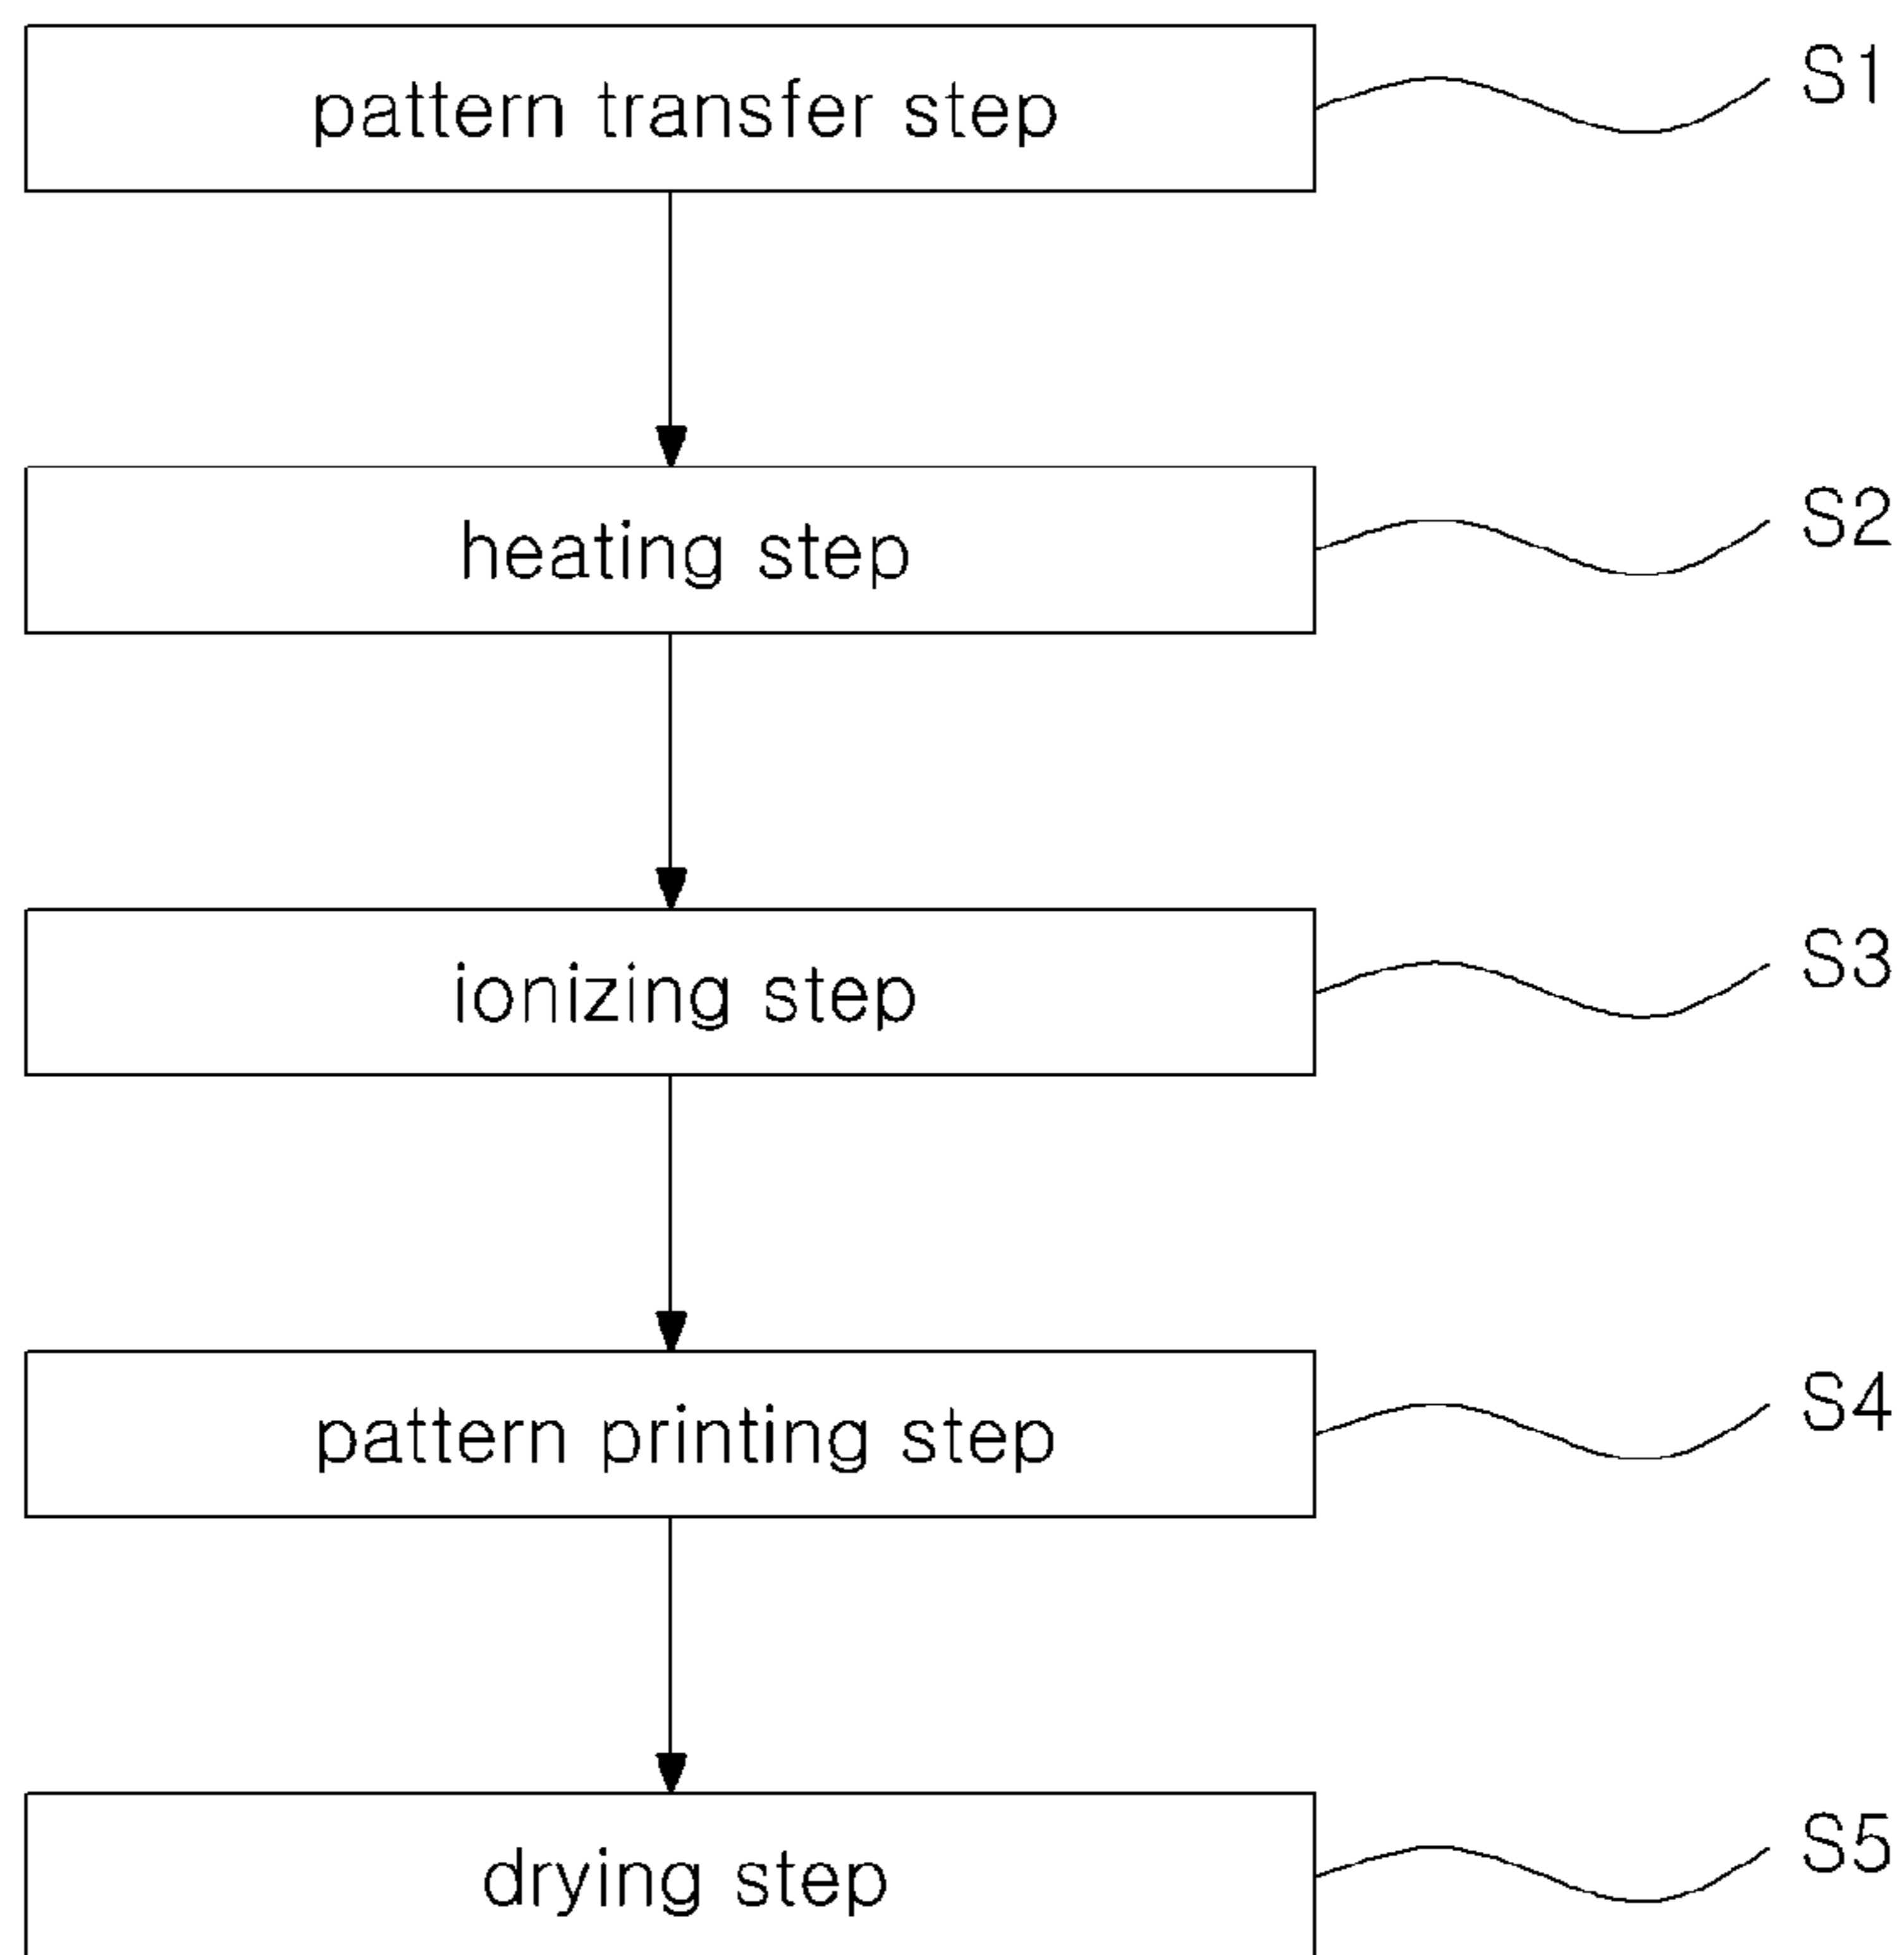 pattern transfer step S1
heating step S2
ionizing step S3
pattern printing step S4
drying step S5